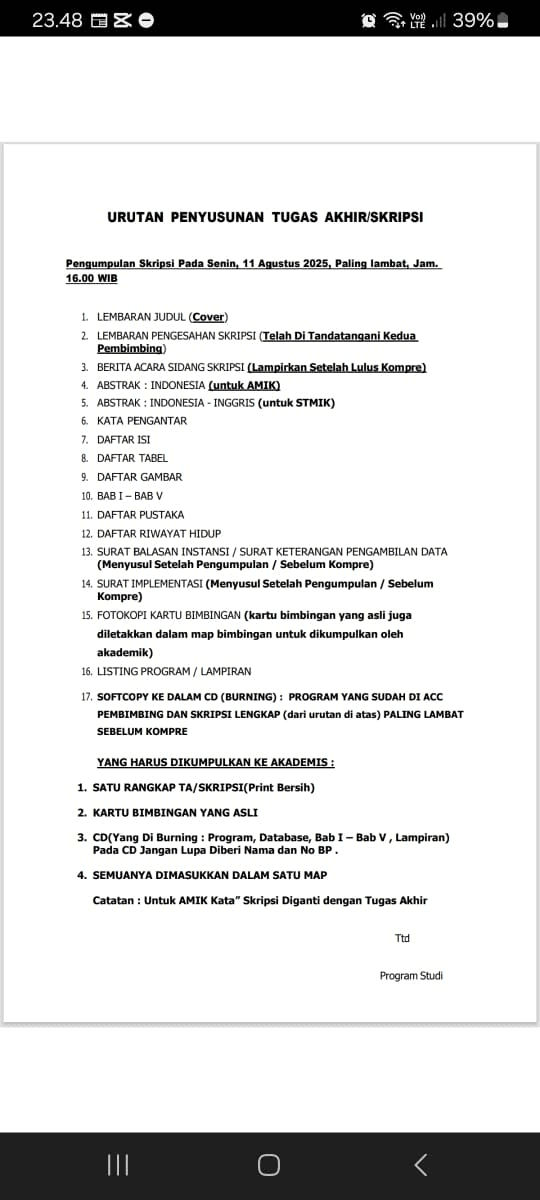 23.48
Vo))
LTE
39%
URUTAN PENYUSUNAN TUGAS AKHIR/SKRIPSI
Pengumpulan Skripsi Pada Senin, 11 Agustus 2025, Paling lambat, Jam.
16.00 WIB
1. LEMBARAN JUDUL (Cover)
2. LEMBARAN PENGESAHAN SKRIPSI (Telah Di Tandatangani Kedua
Pembimbing)
3. BERITA ACARA SIDANG SKRIPSI (Lampirkan Setelah Lulus Kompre)
4. ABSTRAK : INDONESIA (untuk AMIK)
5. ABSTRAK : INDONESIA - INGGRIS (untuk STMIK)
6. KATA PENGANTAR
7. DAFTAR ISI
8. DAFTAR TABEL
9. DAFTAR GAMBAR
10. BAB I – BAB V
11. DAFTAR PUSTAKA
12. DAFTAR RIWAYAT HIDUP
13. SURAT BALASAN INSTANSI / SURAT KETERANGAN PENGAMBILAN DATA
(Menyusul Setelah Pengumpulan / Sebelum Kompre)
14. SURAT IMPLEMENTASI (Menyusul Setelah Pengumpulan / Sebelum
Kompre)
15. FOTOKOPI KARTU BIMBINGAN (kartu bimbingan yang asli juga
diletakkan dalam map bimbingan untuk dikumpulkan oleh
akademik)
16. LISTING PROGRAM / LAMPIRAN
17. SOFTCOPY KE DALAM CD (BURNING) : PROGRAM YANG SUDAH DI ACC
PEMBIMBING DAN SKRIPSI LENGKAP (dari urutan di atas) PALING LAMBAT
SEBELUM KOMPRE
YANG HARUS DIKUMPULKAN KE AKADEMIS :
1. SATU RANGKAP TA/SKRIPSI(Print Bersih)
2. KARTU BIMBINGAN YANG ASLI
3. CD(Yang Di Burning : Program, Database, Bab I – Bab V , Lampiran)
Pada CD Jangan Lupa Diberi Nama dan No BP .
4. SEMUANYA DIMASUKKAN DALAM SATU MAP
Catatan : Untuk AMIK Kata” Skripsi Diganti dengan Tugas Akhir
Ttd
Program Studi